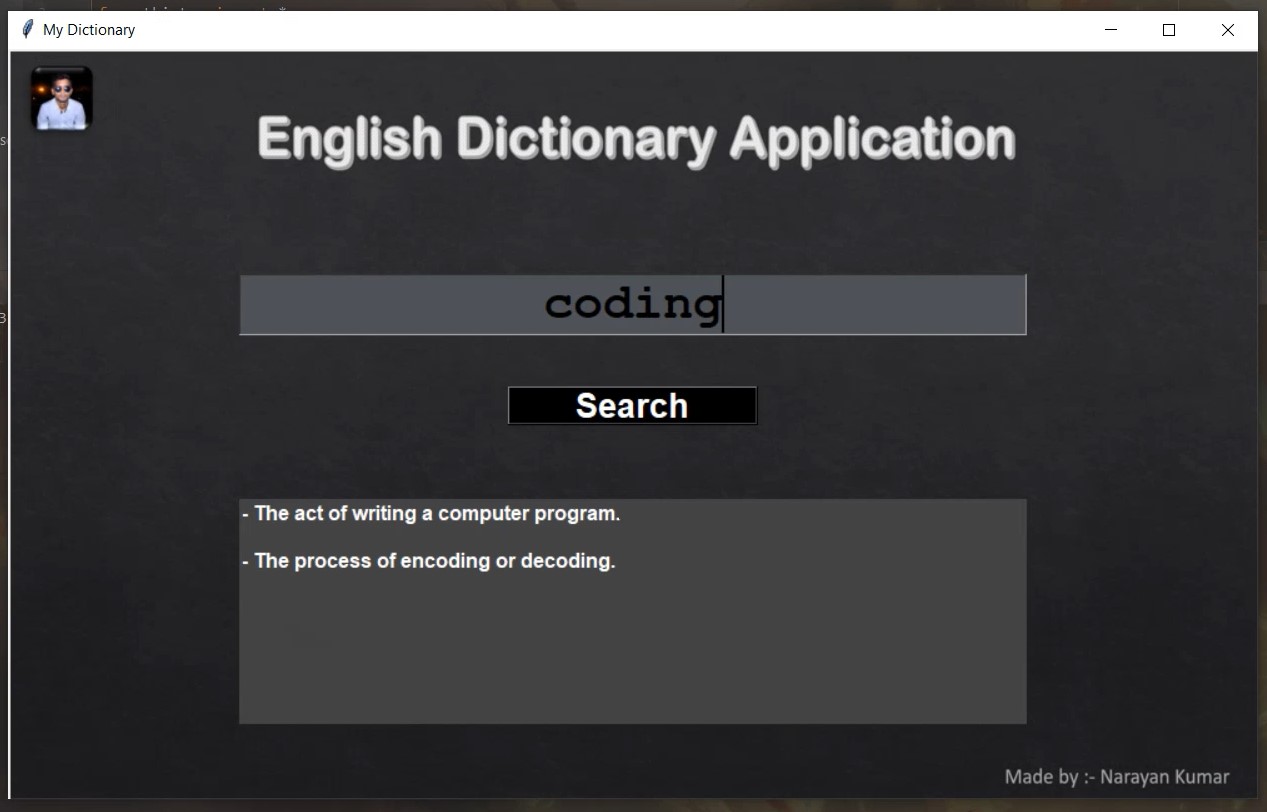 My Dictionary
English Dictionary Application
coding
Search
- The act of writing a computer program.
- The process of encoding or decoding.
Made by :- Narayan Kumar